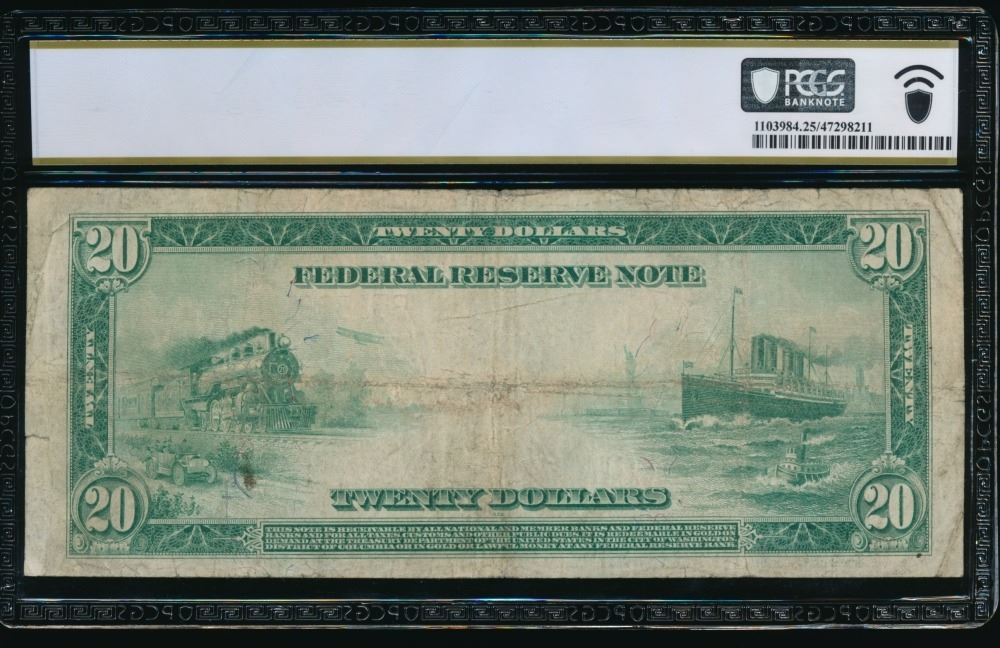 PCGS
BANKNOTE
1103984.25/47298211
20 TWENTY DOLLARS 20
FEDERAL RESERVE NOTE
TWENTY TWENTY
20 TWENTY DOLLARS 20
THIS NOTE IS RECEIVABLE BY ALL NATIONAL AND MEMBER BANKS AND FEDERAL RESERVE
BANKS AND FOR ALL TAXES, CUSTOMS AND OTHER PUBLIC DUES. IT IS REDEEMABLE IN GOLD ON
DEMAND AT THE TREASURY DEPARTMENT OF THE UNITED STATES IN THE CITY OF WASHINGTON,
DISTRICT OF COLUMBIA OR IN GOLD OR LAWFUL MONEY AT ANY FEDERAL RESERVE BANK.